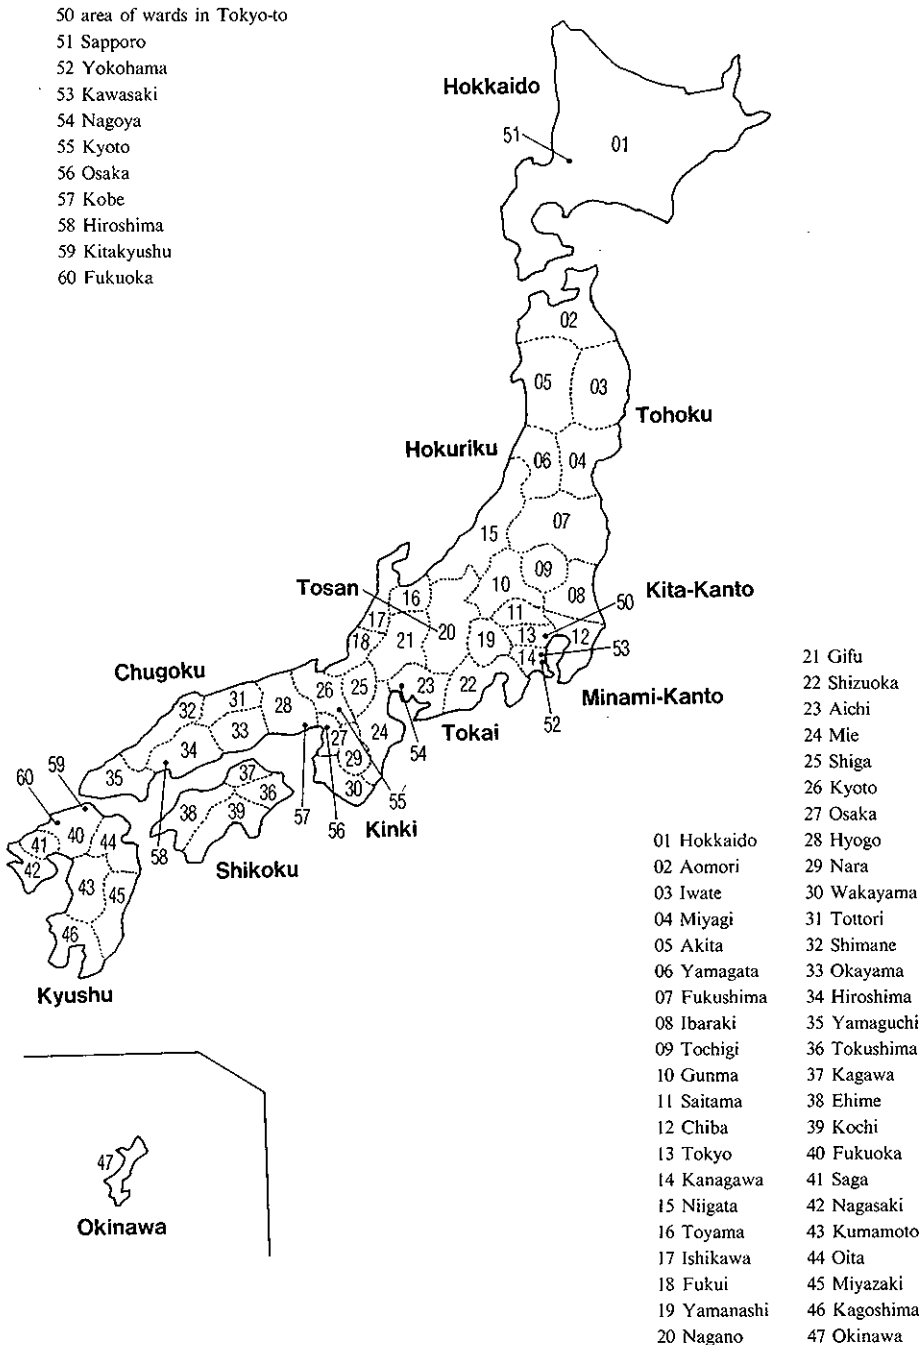 50 area of wards in Tokyo-to
51 Sapporo
52 Yokohama
53 Kawasaki
54 Nagoya
55 Kyoto
56 Osaka
57 Kobe
58 Hiroshima
59 Kitakyushu
60 Fukuoka
Hokkaido
51
01
02
05
03
Tohoku
Hokuriku
06
04
07
15
09
10
08
Tosan
Kita-Kanto
50
16
11
17
20
13
12
18
21
19
53
14
Chugoku
Minami-Kanto
26
25
23
22
52
31
32
28
Tokai
33
24
54
34
27
29
35
37
30
59
60
36
38
57
55
39
56
Kinki
58
Shikoku
40
44
41
42
43
45
46
Kyushu
47
Okinawa
01 Hokkaido
02 Aomori
03 Iwate
04 Miyagi
05 Akita
06 Yamagata
07 Fukushima
08 Ibaraki
09 Tochigi
10 Gunma
11 Saitama
12 Chiba
13 Tokyo
14 Kanagawa
15 Niigata
16 Toyama
17 Ishikawa
18 Fukui
19 Yamanashi
20 Nagano
21 Gifu
22 Shizuoka
23 Aichi
24 Mie
25 Shiga
26 Kyoto
27 Osaka
28 Hyogo
29 Nara
30 Wakayama
31 Tottori
32 Shimane
33 Okayama
34 Hiroshima
35 Yamaguchi
36 Tokushima
37 Kagawa
38 Ehime
39 Kochi
40 Fukuoka
41 Saga
42 Nagasaki
43 Kumamoto
44 Oita
45 Miyazaki
46 Kagoshima
47 Okinawa